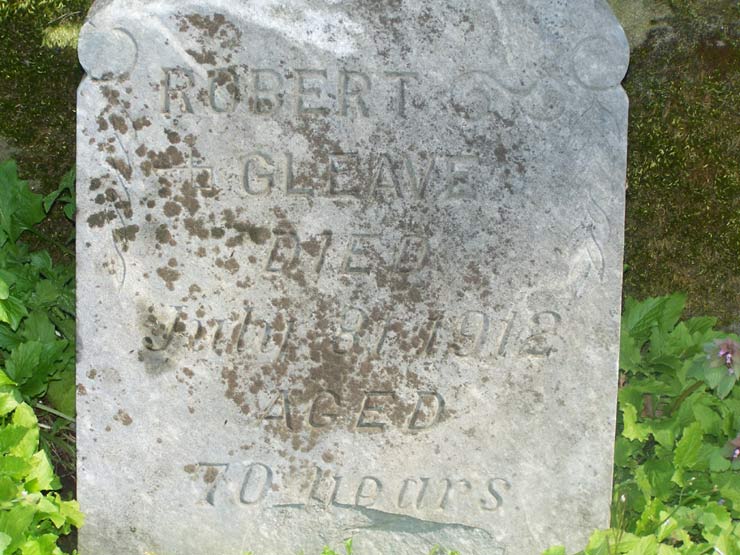 ROBERT
GLEAVE
DIED
July 31 1912
AGED
70 years.